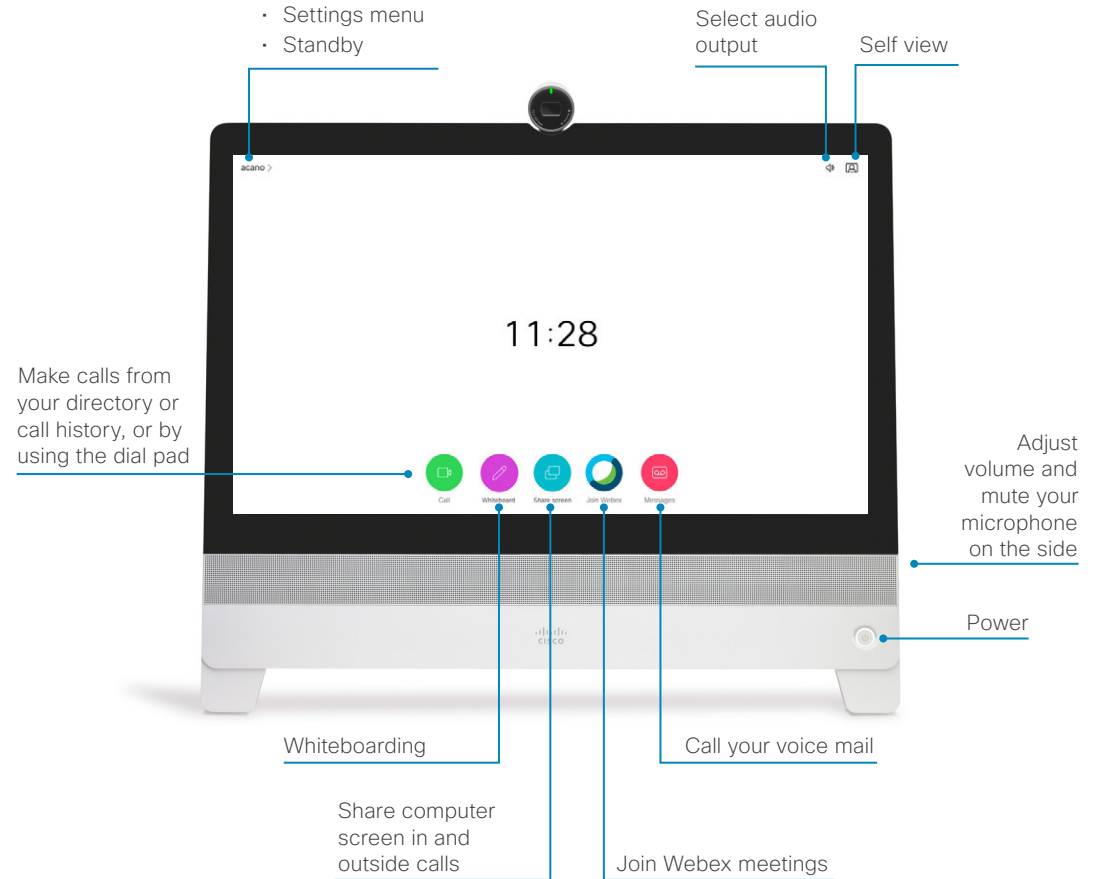 · Settings menu
· Standby
Select audio
output
Self view
acano >
11:28
Make calls from
your directory or
call history, or by
using the dial pad
Call
Whiteboard
Share screen
Join Webex
Messages
Adjust
volume and
mute your
microphone
on the side
CISCO
Power
Whiteboarding
Call your voice mail
Share computer
screen in and
outside calls
Join Webex meetings